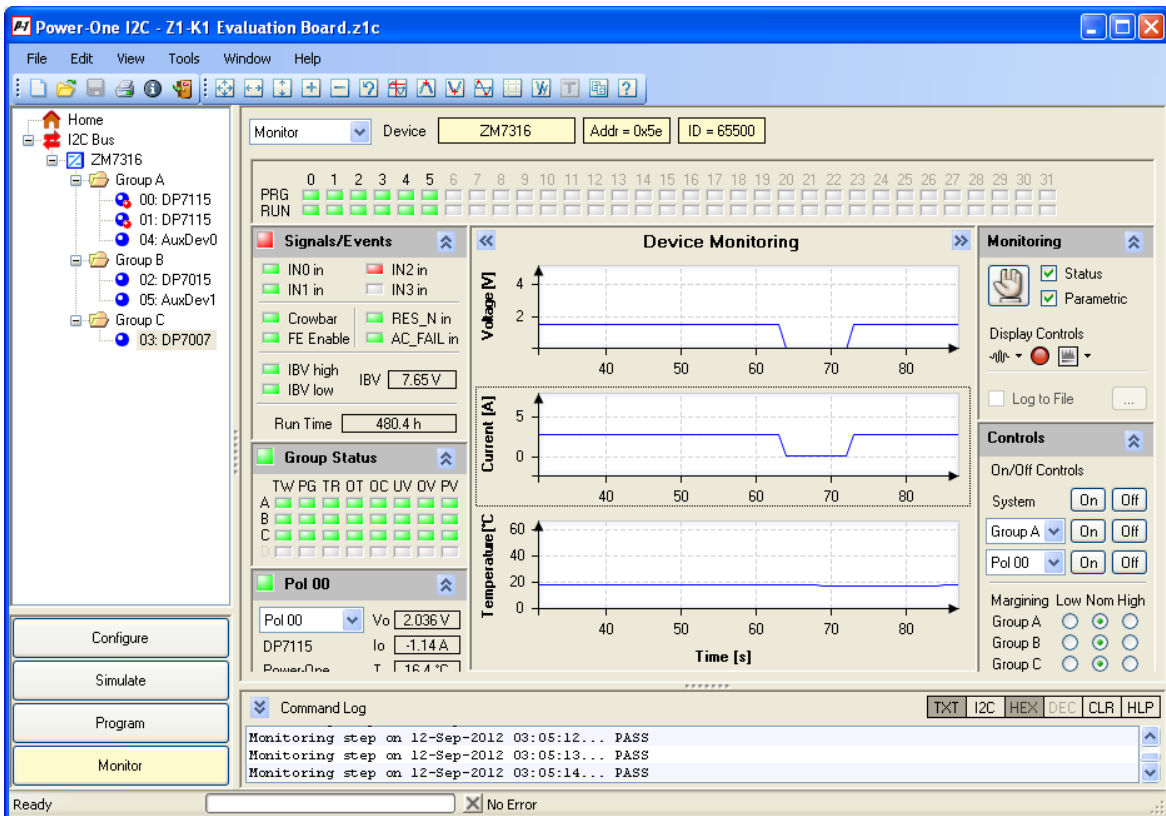 Power-One I2C - Z1-K1 Evaluation Board.z1c
File Edit View Tools Window Help
Home
I2C Bus
ZM7316
Group A
00: DP7115
01: DP7115
04: AuxDev0
Group B
02: DP7015
05: AuxDev1
Group C
03: DP7007
Configure
Simulate
Program
Monitor
Monitor Device ZM7316 Addr = 0x5e ID = 65500
0 1 2 3 4 5 6 7 8 9 10 11 12 13 14 15 16 17 18 19 20 21 22 23 24 25 26 27 28 29 30 31
PRG
RUN
Signals/Events
IN0 in IN2 in
IN1 in IN3 in
Crowbar RES_N in
FE Enable AC_FAIL in
IBV high
IBV low
IBV 7.65 V
Run Time 480.4 h
Group Status
TW PG TR OT OC UV OV PV
A
B
C
D
Pol 00
Pol 00 Vo 2.036 V
DP7115 Io -1.14 A
Power-One T 16.4 °C
Device Monitoring
Voltage [V]
4
2
40 50 60 70 80
Current [A]
5
0
40 50 60 70 80
Temperature [°C
60
40
20
0
40 50 60 70 80
Time [s]
Monitoring
Status
Parametric
Display Controls
Log to File ...
Controls
On/Off Controls
System On Off
Group A On Off
Pol 00 On Off
Margining Low Nom High
Group A
Group B
Group C
Command Log TXT I2C HEX DEC CLR HLP
Monitoring step on 12-Sep-2012 03:05:12... PASS
Monitoring step on 12-Sep-2012 03:05:13... PASS
Monitoring step on 12-Sep-2012 03:05:14... PASS
Ready No Error